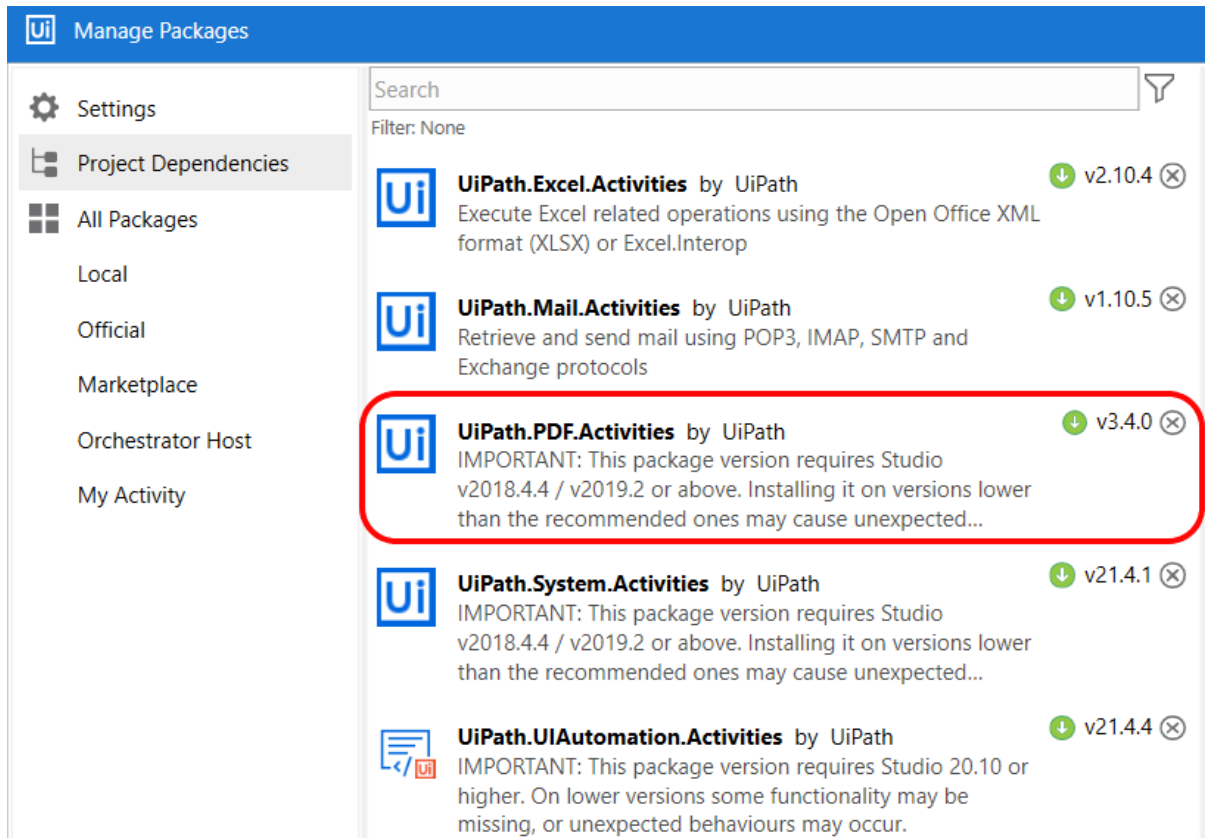 Ui Manage Packages
Settings
Project Dependencies
All Packages
Local
Official
Marketplace
Orchestrator Host
My Activity
Search
Filter: None
Ui
UiPath.Excel.Activities by UiPath
v2.10.4
Execute Excel related operations using the Open Office XML
format (XLSX) or Excel.Interop
Ui
UiPath.Mail.Activities by UiPath
v1.10.5
Retrieve and send mail using POP3, IMAP, SMTP and
Exchange protocols
Ui
UiPath.PDF.Activities by UiPath
v3.4.0
IMPORTANT: This package version requires Studio
v2018.4.4 / v2019.2 or above. Installing it on versions lower
than the recommended ones may cause unexpected...
Ui
UiPath.System.Activities by UiPath
v21.4.1
IMPORTANT: This package version requires Studio
v2018.4.4 / v2019.2 or above. Installing it on versions lower
than the recommended ones may cause unexpected...
Ui
UiPath.UIAutomation.Activities by UiPath
v21.4.4
IMPORTANT: This package version requires Studio 20.10 or
higher. On lower versions some functionality may be
missing, or unexpected behaviours may occur.